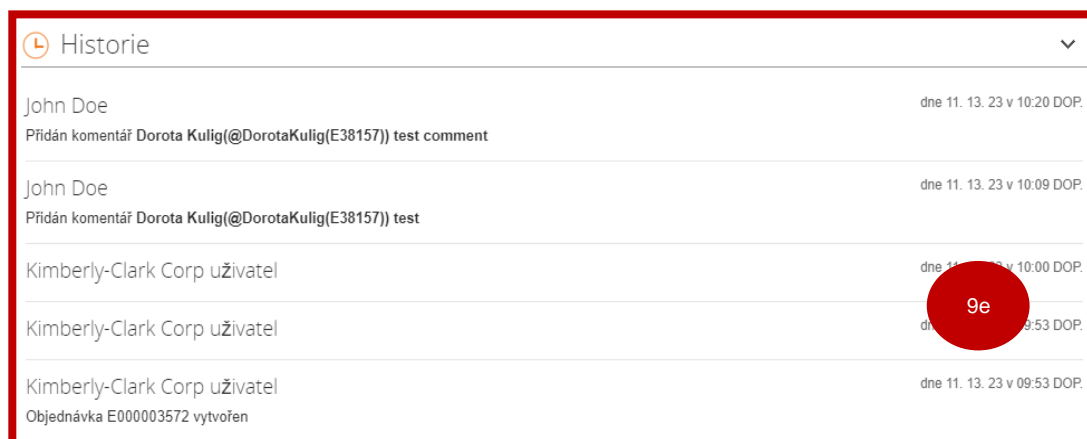 Historie
John Doe
dne 11. 13. 23 v 10:20 DOP.
Přidán komentář Dorota Kulig(@DorotaKulig(E38157)) test comment
John Doe
dne 11. 13. 23 v 10:09 DOP.
Přidán komentář Dorota Kulig(@DorotaKulig(E38157)) test
Kimberly-Clark Corp uživatel
dne v 10:00 DOP.
9e
Kimberly-Clark Corp uživatel
9:53 DOP.
Kimberly-Clark Corp uživatel
dne 11. 13. 23 v 09:53 DOP.
Objednávka E000003572 vytvořen